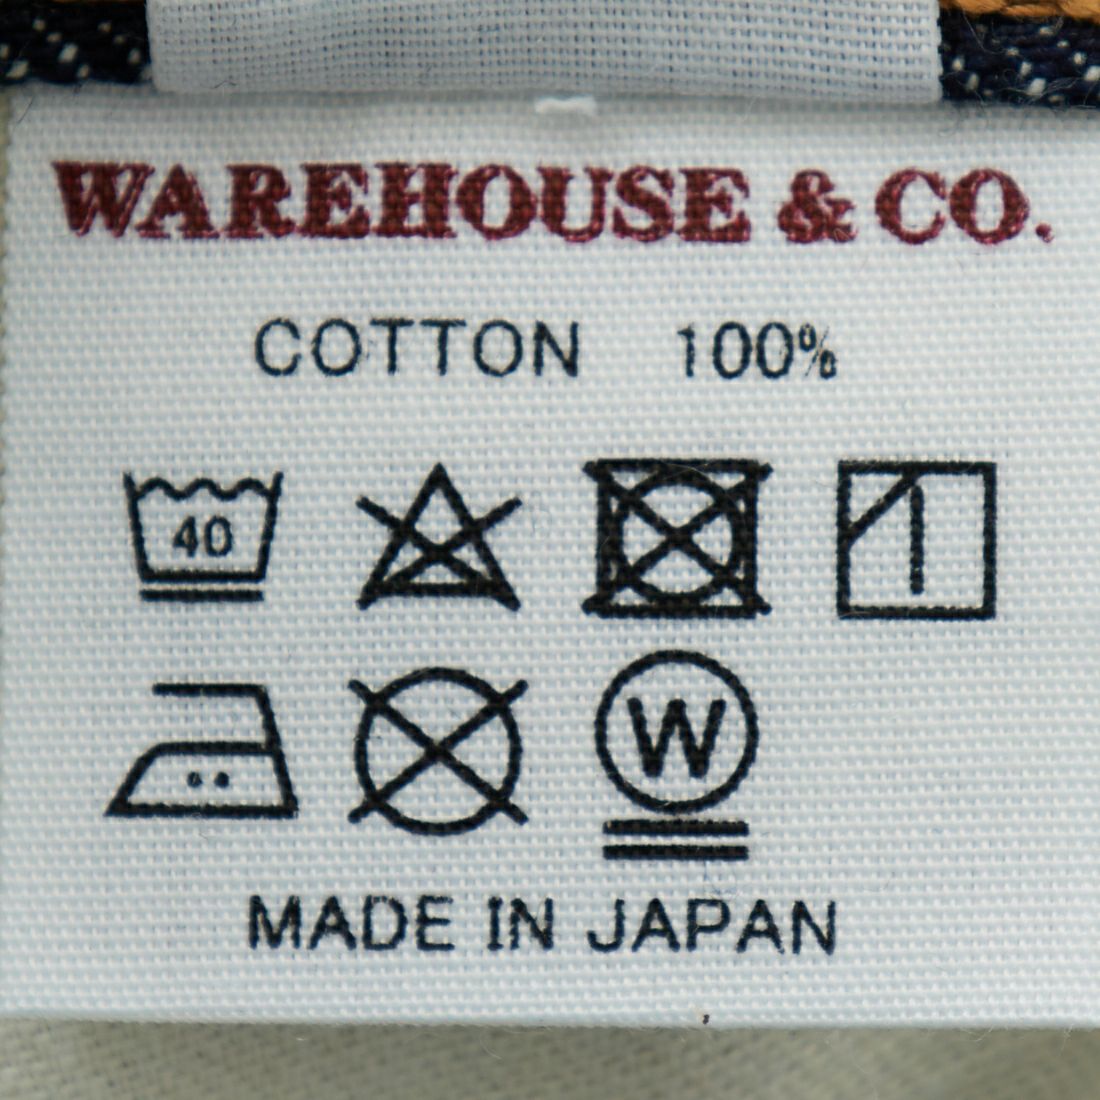 WAREHOUSE & CO.
COTTON 100%
40
W
MADE IN JAPAN